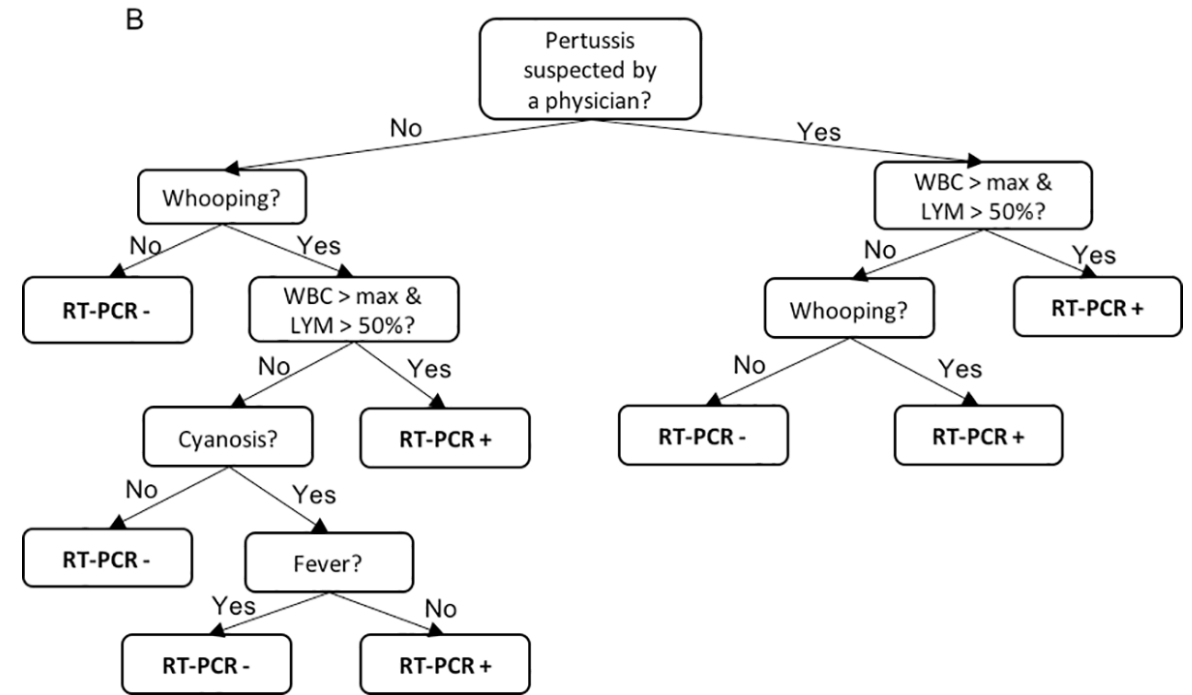 B
Pertussis
suspected by
a physician?
No
Yes
Whooping?
WBC > max &
LYM > 50%?
No
Yes
No
Yes
RT-PCR -
WBC > max &
LYM > 50%?
Whooping?
RT-PCR +
No
Yes
No
Yes
Cyanosis?
RT-PCR +
RT-PCR -
RT-PCR +
No
Yes
RT-PCR -
Fever?
Yes
No
RT-PCR -
RT-PCR +